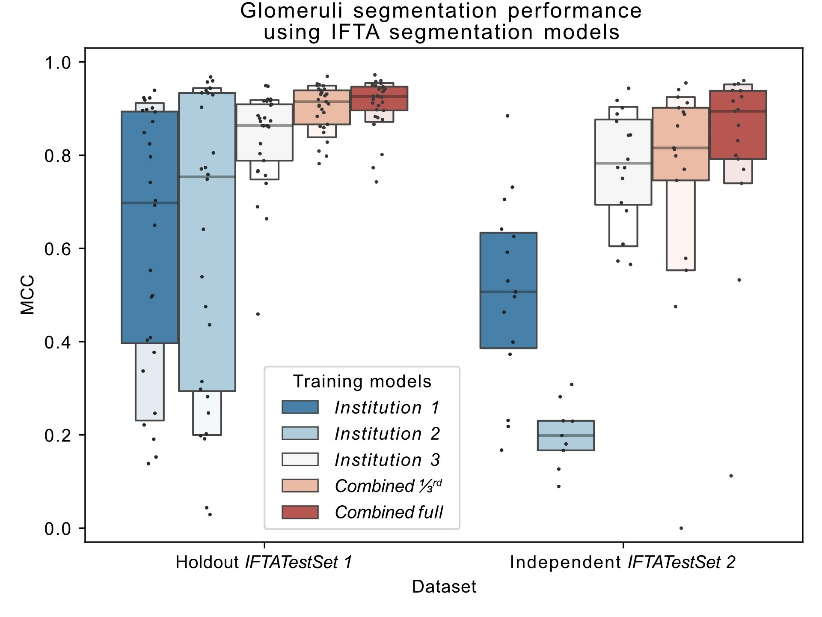 Glomeruli segmentation performance
using IFTA segmentation models
1.0
0.8
0.6
0.4
0.2
0.0
MCC
Training models
Institution 1
Institution 2
Institution 3
Combined ⅓rd
Combined full
Holdout IFTATestSet 1
Independent IFTATestSet 2
Dataset